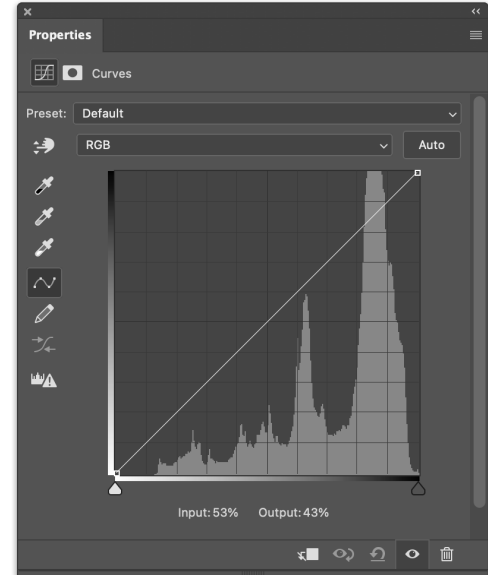 Properties
Curves
Preset: Default
RGB
Auto
Input: 53% Output: 43%